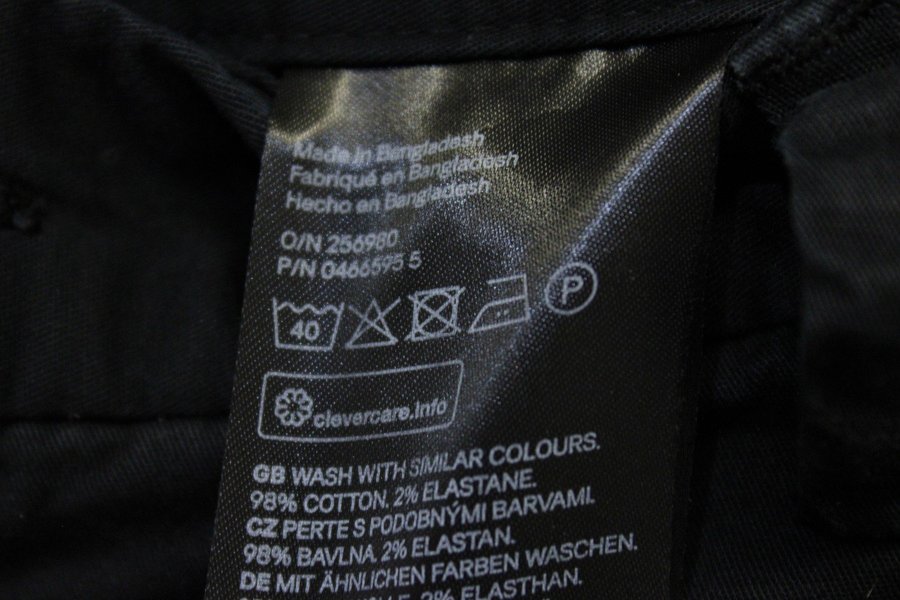 Made in Bangladesh
Fabriqué en Bangladesh
Hecho en Bangladesh
O/N 256980
P/N 0466595 5
40
P
clevercare.info
GB WASH WITH SIMILAR COLOURS.
98% COTTON. 2% ELASTANE.
CZ PERTE S PODOBNÝMI BARVAMI.
98% BAVLNA. 2% ELASTAN.
DE MIT ÄHNLICHEN FARBEN WASCHEN.
2% ELASTHAN.